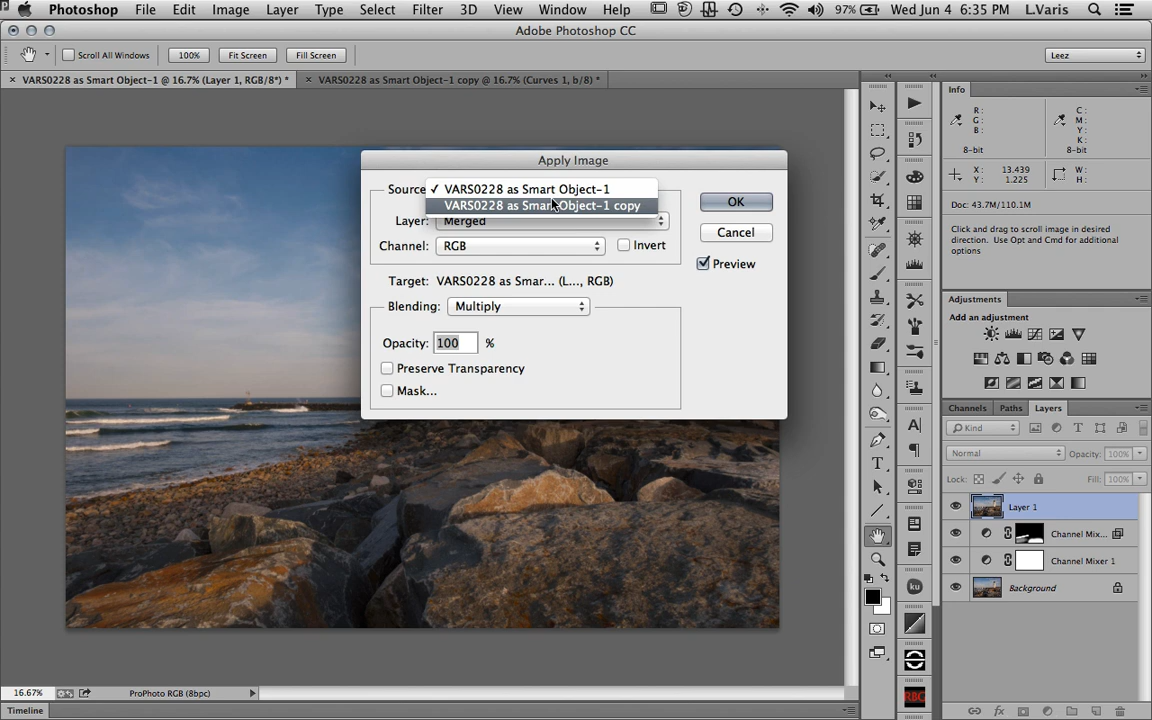 Photoshop File Edit Image Layer Type Select Filter 3D View Window Help 97% Wed Jun 4 6:35 PM L.Varis
Adobe Photoshop CC
Scroll All Windows 100% Fit Screen Fill Screen Leez
× VARS0228 as Smart Object-1 @ 16.7% (Layer 1, RGB/8*) * × VARS0228 as Smart Object-1 copy @ 16.7% (Curves 1, b/8) *
Info
R: C:
G: M:
B: Y:
K:
8-bit 8-bit
X: 13.439 W:
Y: 1.225 H:
Doc: 43.7M/110.1M
Click and drag to scroll image in desired
direction. Use Opt and Cmd for additional
options
Apply Image
Source ✓ VARS0228 as Smart Object-1
VARS0228 as Smart Object-1 copy
Layer: Merged
Channel: RGB Invert
OK
Cancel
Preview
Target: VARS0228 as Smar... (L..., RGB)
Blending: Multiply
Opacity: 100 %
Preserve Transparency
Mask...
Adjustments
Add an adjustment
Channels Paths Layers
Kind
Normal Opacity: 100%
Lock: Fill: 100%
Layer 1
Channel Mix...
Channel Mixer 1
Background
A
T
ku
RBG
16.67% ProPhoto RGB (8bpc)
Timeline